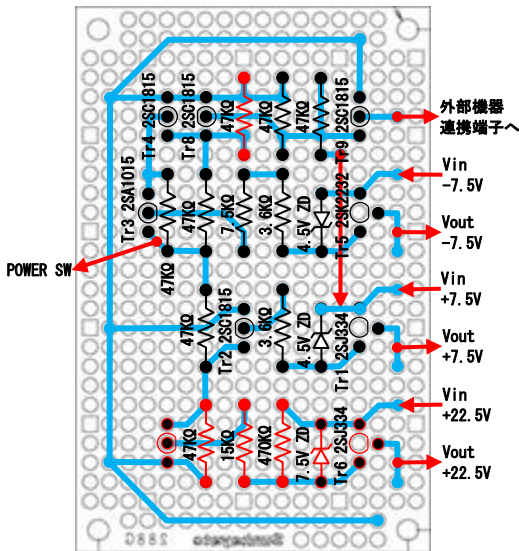 Tr4 2SC1815
Tr8 2SC1815
47KΩ
47KΩ
47KΩ
Tr9 2SC1815
外部機器
連携端子へ
Tr3 2SA1015
47KΩ
47KΩ
7.5KΩ
3.6KΩ
4.5V ZD
Tr5 2SK2232
Vin
-7.5V
Vout
-7.5V
POWER SW
47KΩ
Tr2 2SC1815
3.6KΩ
4.5V ZD
Tr1 2SJ334
Vin
+7.5V
Vout
+7.5V
47KΩ
15KΩ
470KΩ
7.5V ZD
Tr6 2SJ334
Vin
+22.5V
Vout
+22.5V
Sunhayato
288G